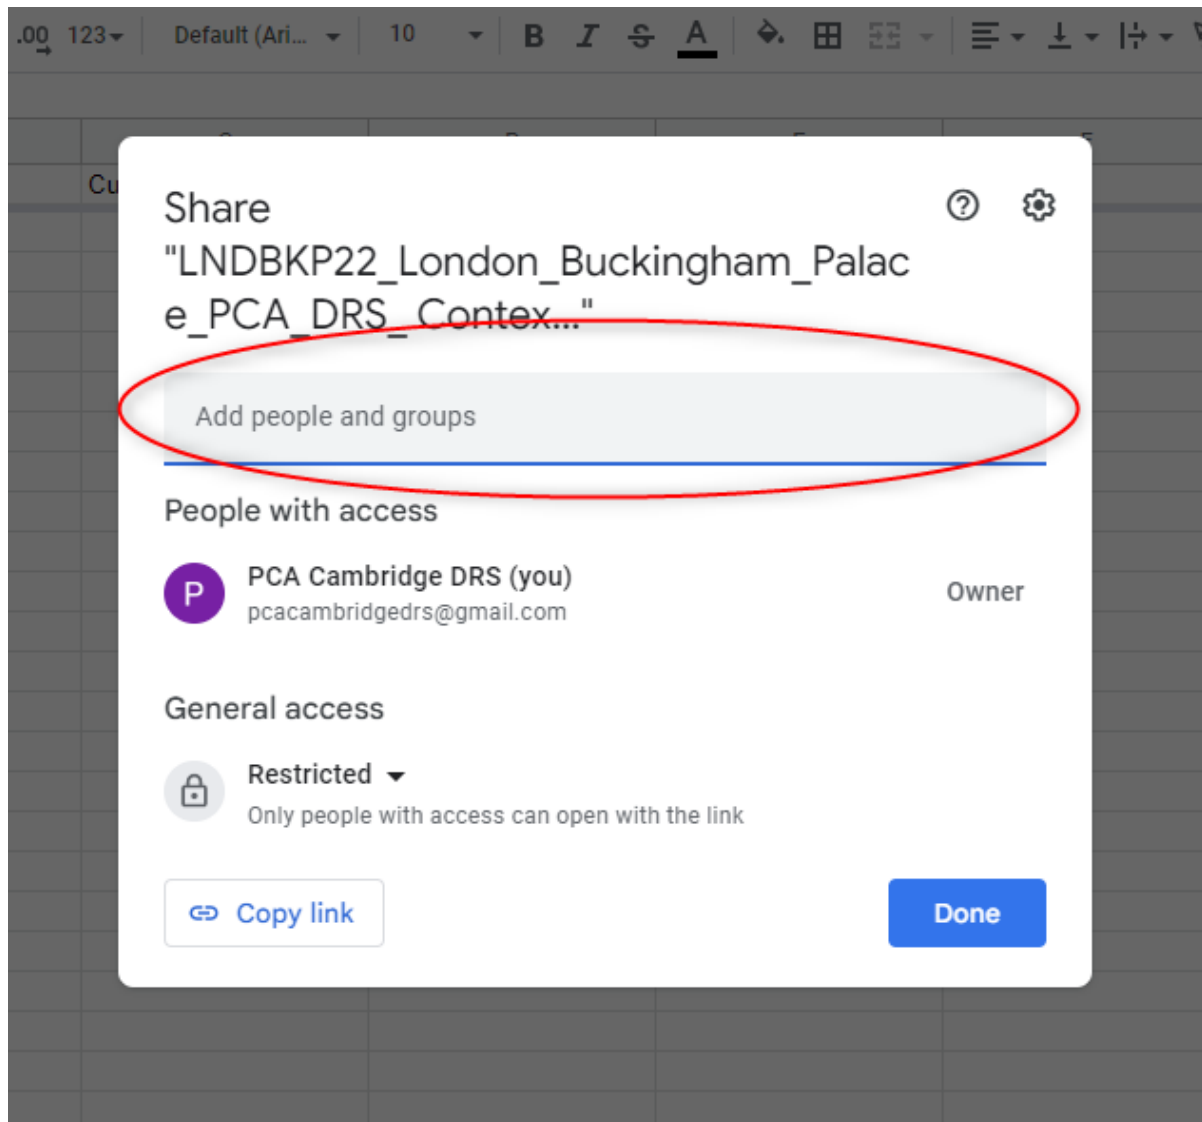 .00 123 Default (Ari... 10 B I S A
Cu
Share
"LNDBKP22_London_Buckingham_Palac
e_PCA_DRS_Contex..."
Add people and groups
People with access
P
PCA Cambridge DRS (you)
pcacambridgedrs@gmail.com
Owner
General access
Restricted
Only people with access can open with the link
Copy link
Done